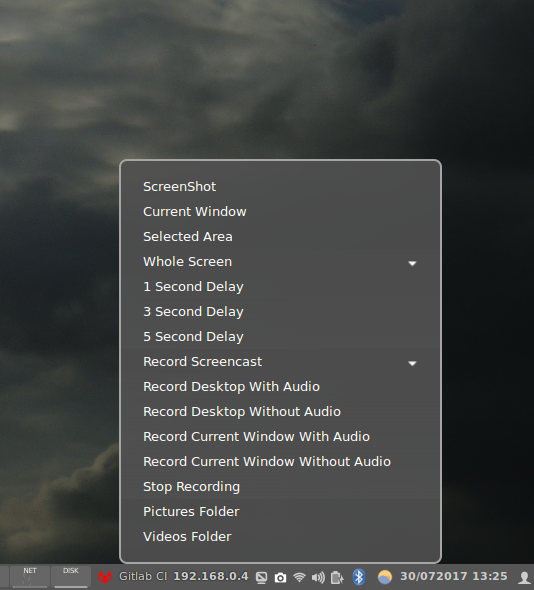 ScreenShot
Current Window
Selected Area
Whole Screen
1 Second Delay
3 Second Delay
5 Second Delay
Record Screencast
Record Desktop With Audio
Record Desktop Without Audio
Record Current Window With Audio
Record Current Window Without Audio
Stop Recording
Pictures Folder
Videos Folder
NET DISK Gitlab CI 192.168.0.4 30/072017 13:25